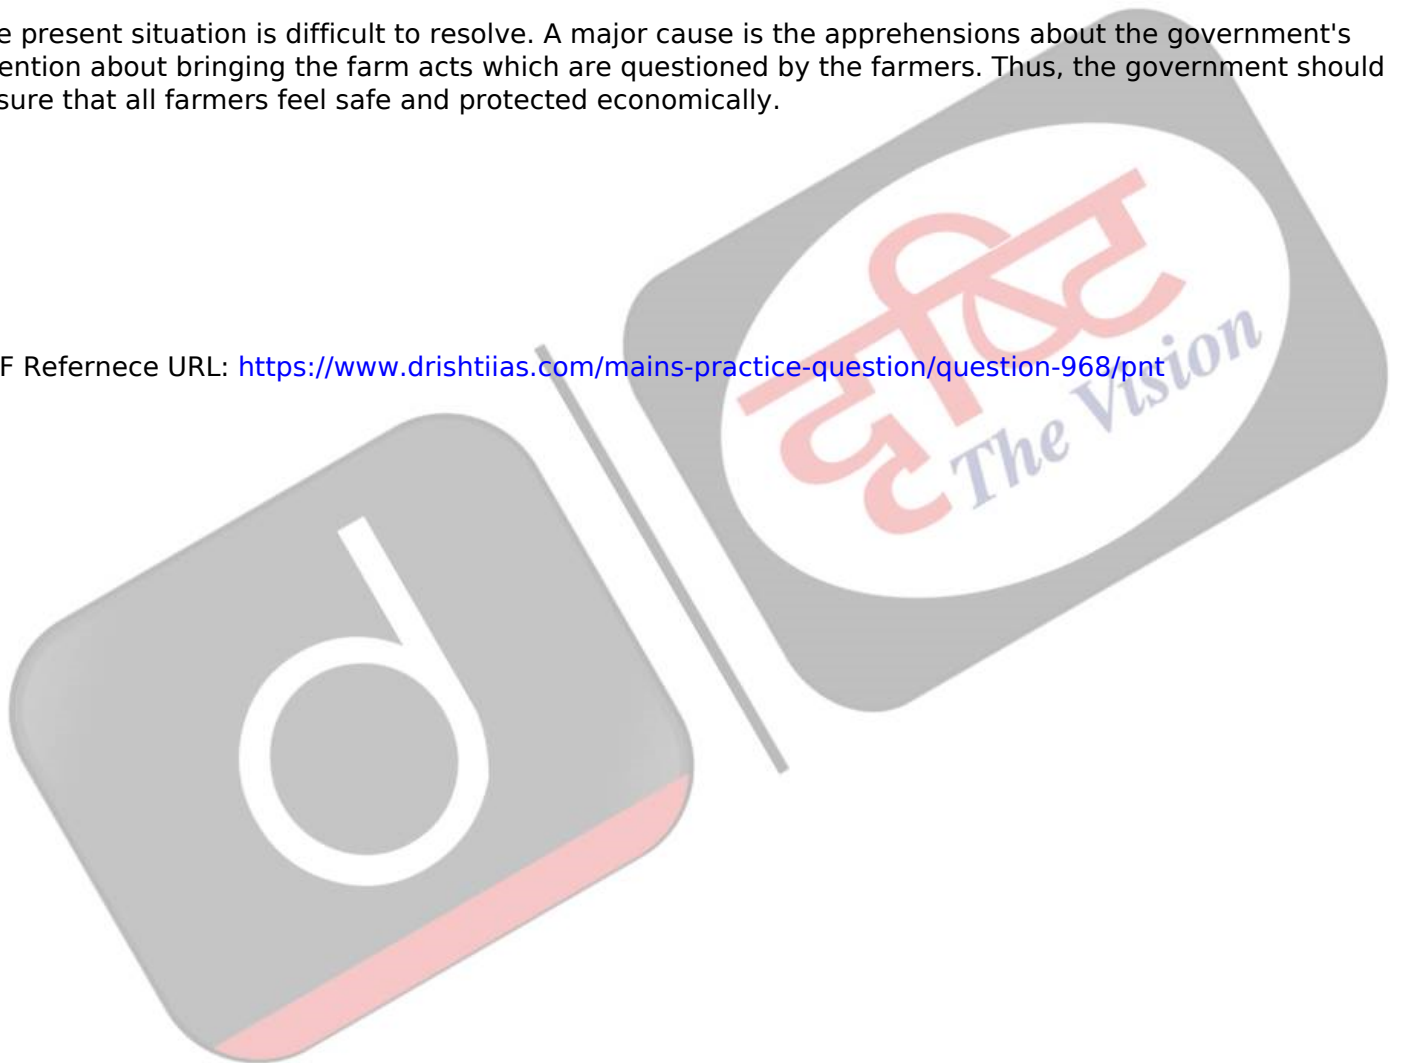 e present situation is difficult to resolve. A major cause is the apprehensions about the government's
ention about bringing the farm acts which are questioned by the farmers. Thus, the government should
sure that all farmers feel safe and protected economically.
F Refernece URL: https://www.drishtiias.com/mains-practice-question/question-968/pnt
दृष्टि
The Vision
d